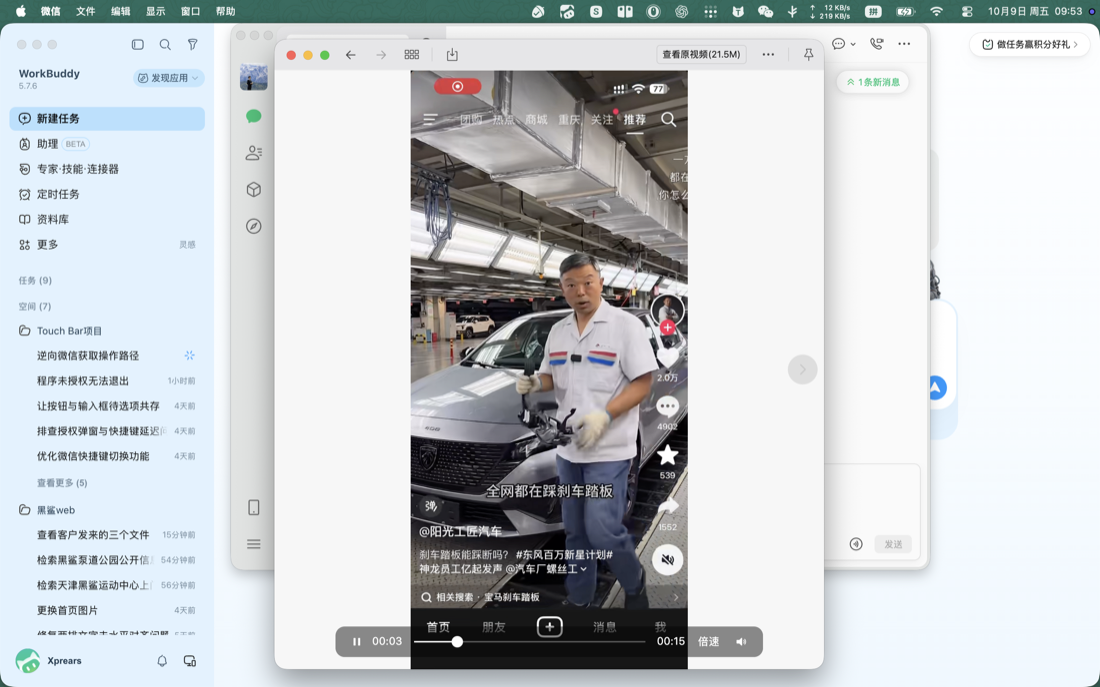 微信 文件 编辑 显示 窗口 帮助
12 KB/s
219 KB/s
拼
10月9日 周五 09:53
WorkBuddy
5.7.6
发现应用
新建任务
助理 BETA
专家·技能·连接器
定时任务
资料库
更多 灵感
任务 (9)
空间 (7)
Touch Bar项目
逆向微信获取操作路径
程序未授权无法退出 1小时前
让按钮与输入框待选项共存 4天前
排查授权弹窗与快捷键延迟 4天前
优化微信快捷键切换功能 4天前
查看更多 (5)
黑鲨web
查看客户发来的三个文件 15分钟前
检索黑鲨泵道公园公开信 54分钟前
检索天津黑鲨运动中心上 56分钟前
更换首页图片 4天前
Xprears
查看原视频(21.5M)
77
团购 热点 商城 重庆 关注 推荐
都在
你怎么
2.0万
4902
539
1552
全网都在踩刹车踏板
弹
@阳光工匠汽车
刹车踏板能踩断吗？ #东风百万新星计划#
神龙员工亿起发声 @汽车厂螺丝工
相关搜索 · 宝马刹车踏板
首页 朋友 消息 我
00:03 00:15 倍速
做任务赢积分好礼
1条新消息
发送